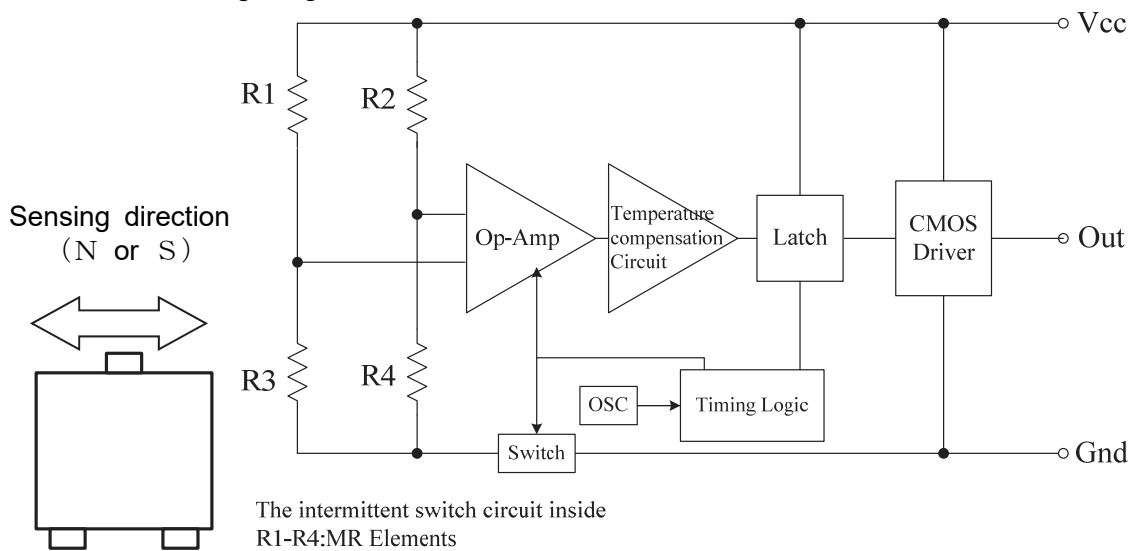 Vcc
R1
R2
Sensing direction
（N or S）
Op-Amp
Temperature
compensation
Circuit
Latch
CMOS
Driver
Out
R3
R4
OSC
Timing Logic
Switch
Gnd
The intermittent switch circuit inside
R1-R4:MR Elements